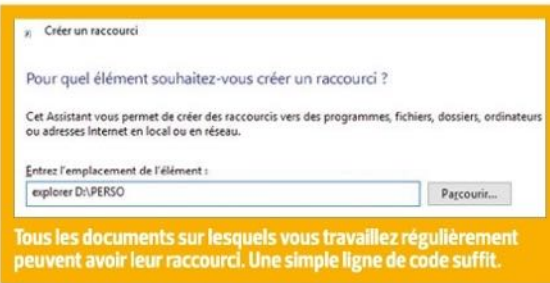 Créer un raccourci
Pour quel élément souhaitez-vous créer un raccourci ?
Cet Assistant vous permet de créer des raccourcis vers des programmes, fichiers, dossiers, ordinateurs
ou adresses Internet en local ou en réseau.
Entrez l'emplacement de l'élément :
explorer D:\PERSO
Parcourir...
Tous les documents sur lesquels vous travaillez régulièrement
peuvent avoir leur raccourci. Une simple ligne de code suffit.